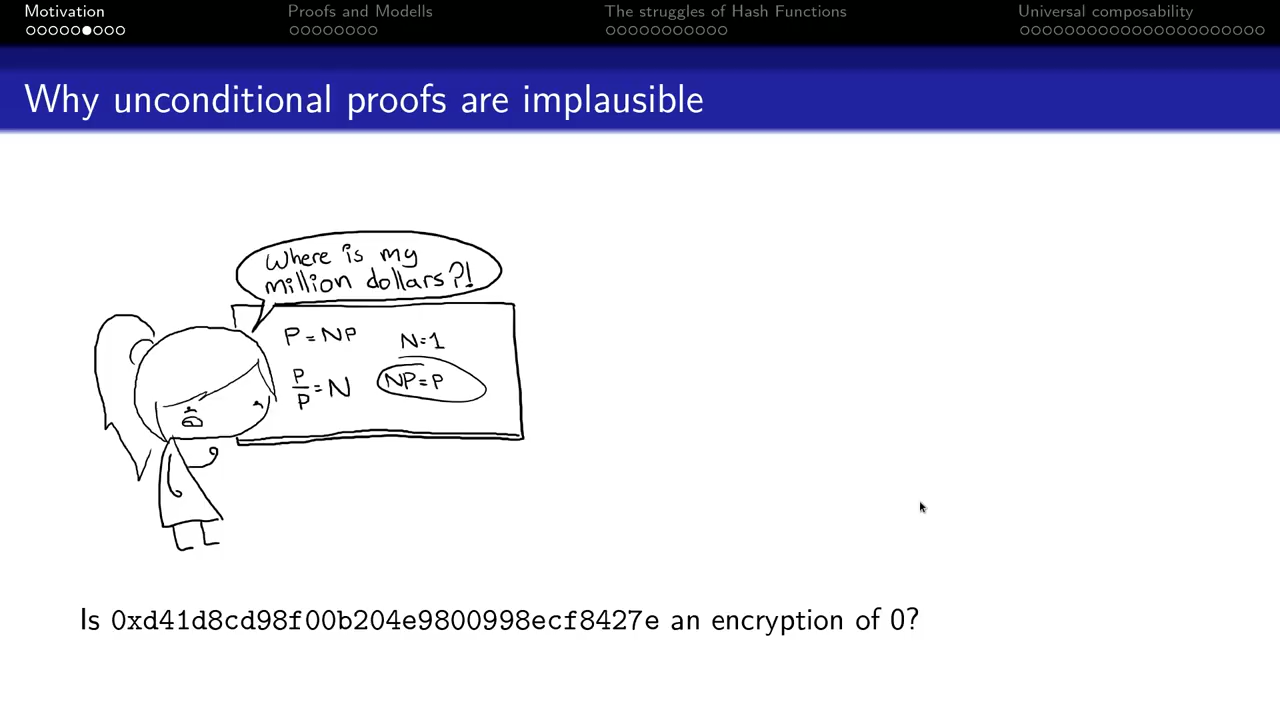 Motivation
Proofs and Modells
The struggles of Hash Functions
Universal composability
Why unconditional proofs are implausible
Where is my
million dollars?!
P=NP
N=1
P/P=N
NP=P
Is 0xd41d8cd98f00b204e9800998ecf8427e an encryption of 0?